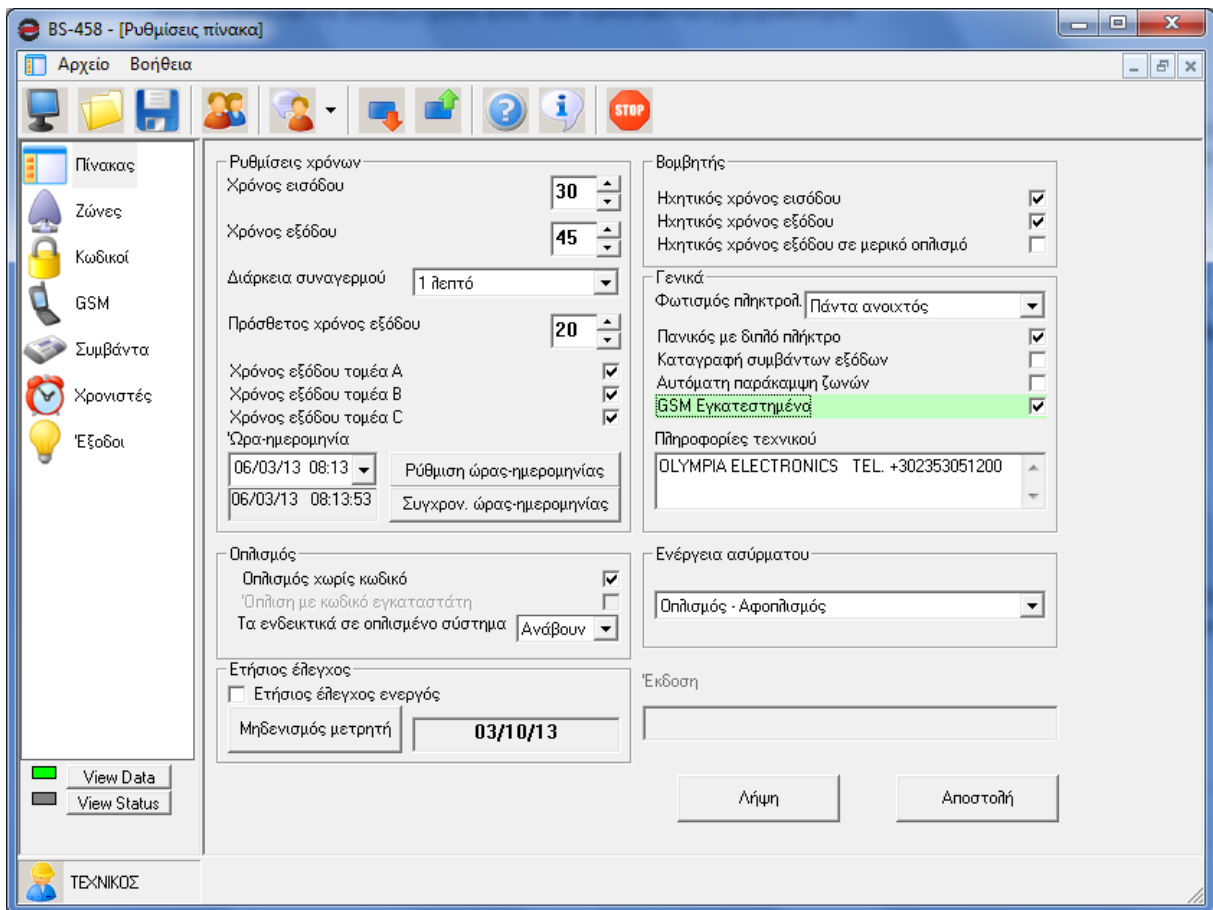 BS-458 - [Ρυθμίσεις πίνακα]
Αρχείο Βοήθεια
STOP
Πίνακας
Ζώνες
Κωδικοί
GSM
Συμβάντα
Χρονιστές
Έξοδοι
View Data
View Status
ΤΕΧΝΙΚΟΣ
Ρυθμίσεις χρόνων
Χρόνος εισόδου 30
Χρόνος εξόδου 45
Διάρκεια συναγερμού 1 λεπτό
Πρόσθετος χρόνος εξόδου 20
Χρόνος εξόδου τομέα A
Χρόνος εξόδου τομέα B
Χρόνος εξόδου τομέα C
Ώρα-ημερομηνία
06/03/13 08:13 Ρύθμιση ώρας-ημερομηνίας
06/03/13 08:13:53 Συγχρον. ώρας-ημερομηνίας
Οπλισμός
Οπλισμός χωρίς κωδικό
Όπλιση με κωδικό εγκαταστάτη
Τα ενδεικτικά σε οπλισμένο σύστημα Ανάβουν
Ετήσιος έλεγχος
Ετήσιος έλεγχος ενεργός
Μηδενισμός μετρητή 03/10/13
Βομβητής
Ηχητικός χρόνος εισόδου
Ηχητικός χρόνος εξόδου
Ηχητικός χρόνος εξόδου σε μερικό οπλισμό
Γενικά
Φωτισμός πληκτρολ. Πάντα ανοιχτός
Πανικός με διπλό πλήκτρο
Καταγραφή συμβάντων εξόδων
Αυτόματη παράκαμψη ζωνών
GSM Εγκατεστημένο
Πληροφορίες τεχνικού
OLYMPIA ELECTRONICS TEL. +302353051200
Ενέργεια ασύρματου
Οπλισμός - Αφοπλισμός
Έκδοση
Λήψη Αποστολή